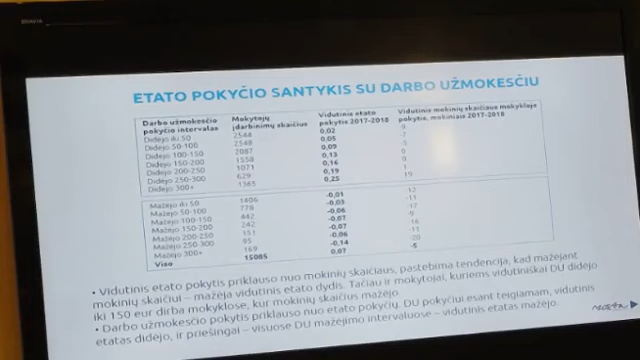 BRAVIA
ETATO POKYČIO SANTYKIS SU DARBO UŽMOKESČIU
Darbo užmokesčio pokyčio intervalas Mokytojų įdarbinimų skaičius Vidutinis etato pokytis 2017-2018 Vidutinis mokinių skaičiaus mokykloje pokytis, mokiniais 2017-2018
Didėjo iki 50 2544 0,02
Didėjo 50-100 2548 0,05
Didėjo 100-150 2087 0,09
Didėjo 150-200 1558 0,13 0
Didėjo 200-250 1071 0,16 0
Didėjo 250-300 629 0,19 1
Didėjo 300+ 1365 0,25 19
Mažėjo iki 50 1406 -0,01 -12
Mažėjo 50-100 778 -0,03 -11
Mažėjo 100-150 442 -0,06 -17
Mažėjo 150-200 242 -0,07
Mažėjo 200-250 151 -0,07 -16
Mažėjo 250-300 95 -0,06 -11
Mažėjo 300+ 169 -0,14 -20
Viso 15085 0,07 -5
• Vidutinis etato pokytis priklauso nuo mokinių skaičiaus, pastebima tendencija, kad mažėjant
mokinių skaičiui – mažėja vidutinis etato dydis. Tačiau ir mokytojai, kuriems vidutiniškai DU didėjo
iki 150 eur dirba mokyklose, kur mokinių skaičius mažėjo.
• Darbo užmokesčio pokytis priklauso nuo etato pokyčių. DU pokyčiui esant teigiamam, vidutinis
etatas didėjo, ir priešingai – visuose DU mažėjimo intervaluose – vidutinis etatas mažėjo.